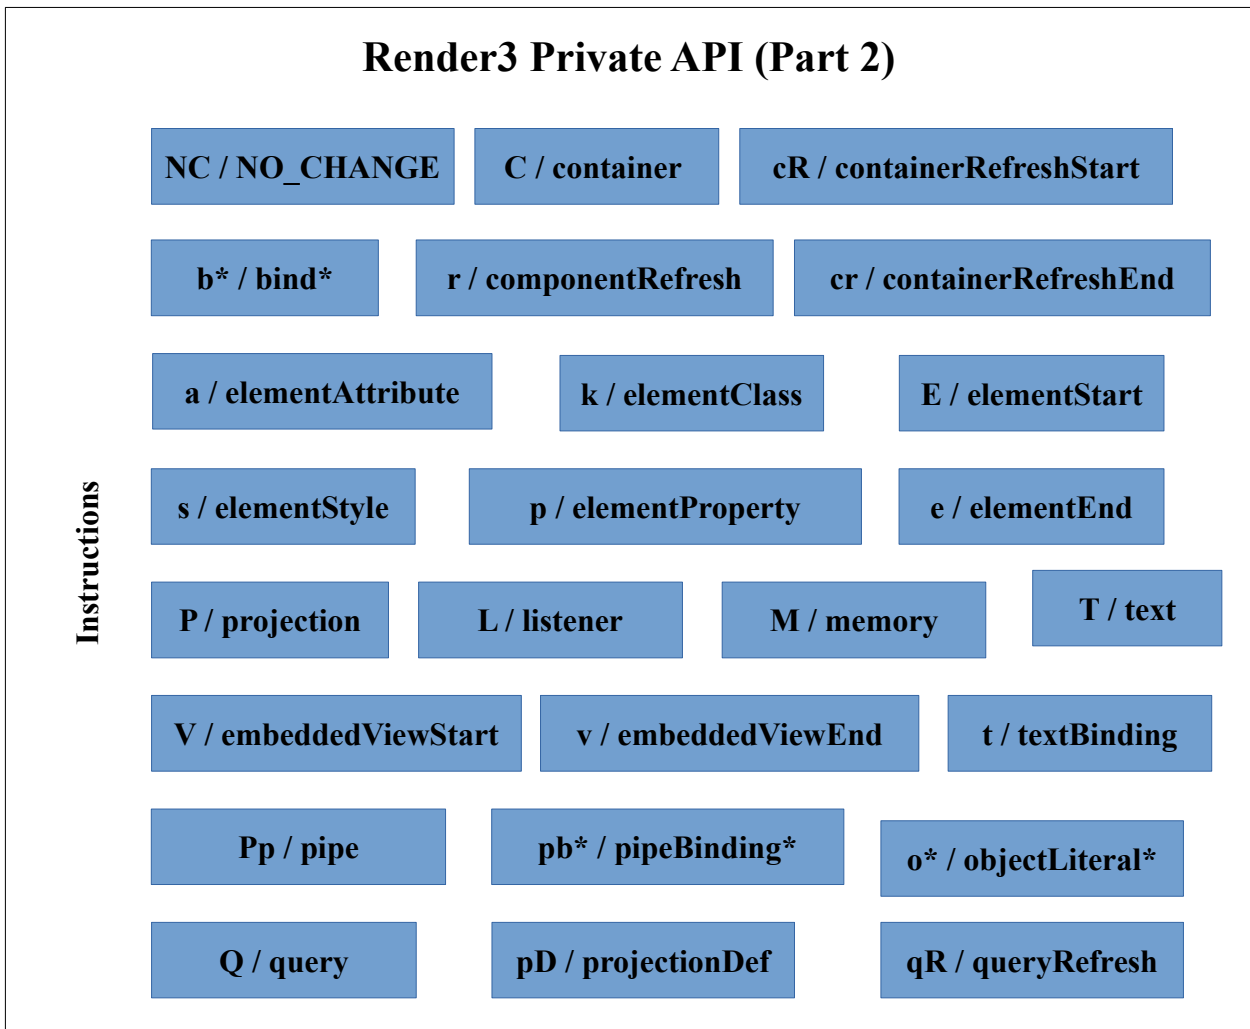 Render3 Private API (Part 2)
NC / NO_CHANGE
C / container
cR / containerRefreshStart
b* / bind*
r / componentRefresh
cr / containerRefreshEnd
a / elementAttribute
k / elementClass
E / elementStart
s / elementStyle
p / elementProperty
e / elementEnd
Instructions
P / projection
L / listener
M / memory
T / text
V / embeddedViewStart
v / embeddedViewEnd
t / textBinding
Pp / pipe
pb* / pipeBinding*
o* / objectLiteral*
Q / query
pD / projectionDef
qR / queryRefresh